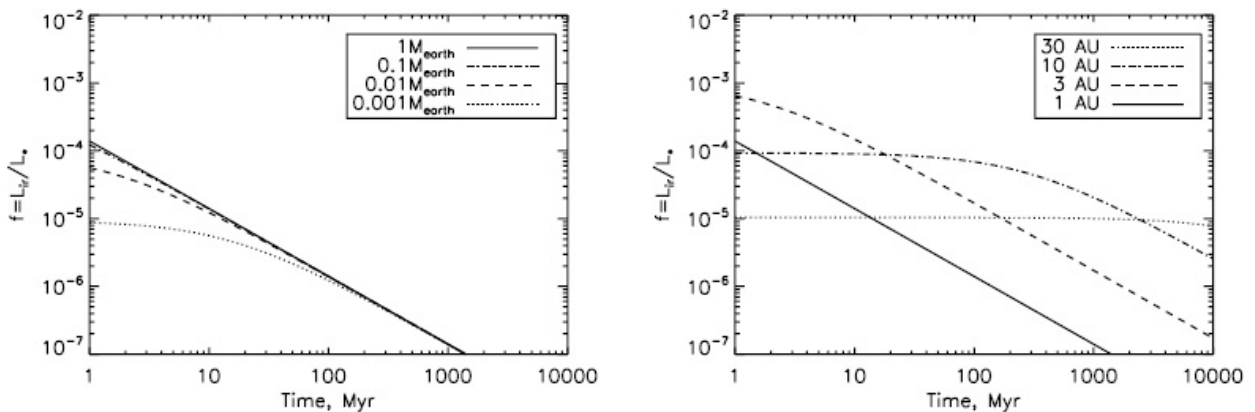 10⁻²
10⁻³
10⁻⁴
10⁻⁵
10⁻⁶
10⁻⁷
f=L_ir/L_*
1M_earth
0.1M_earth
0.01M_earth
0.001M_earth
1 10 100 1000 10000
Time, Myr
10⁻²
10⁻³
10⁻⁴
10⁻⁵
10⁻⁶
10⁻⁷
f=L_ir/L_*
30 AU
10 AU
3 AU
1 AU
1 10 100 1000 10000
Time, Myr